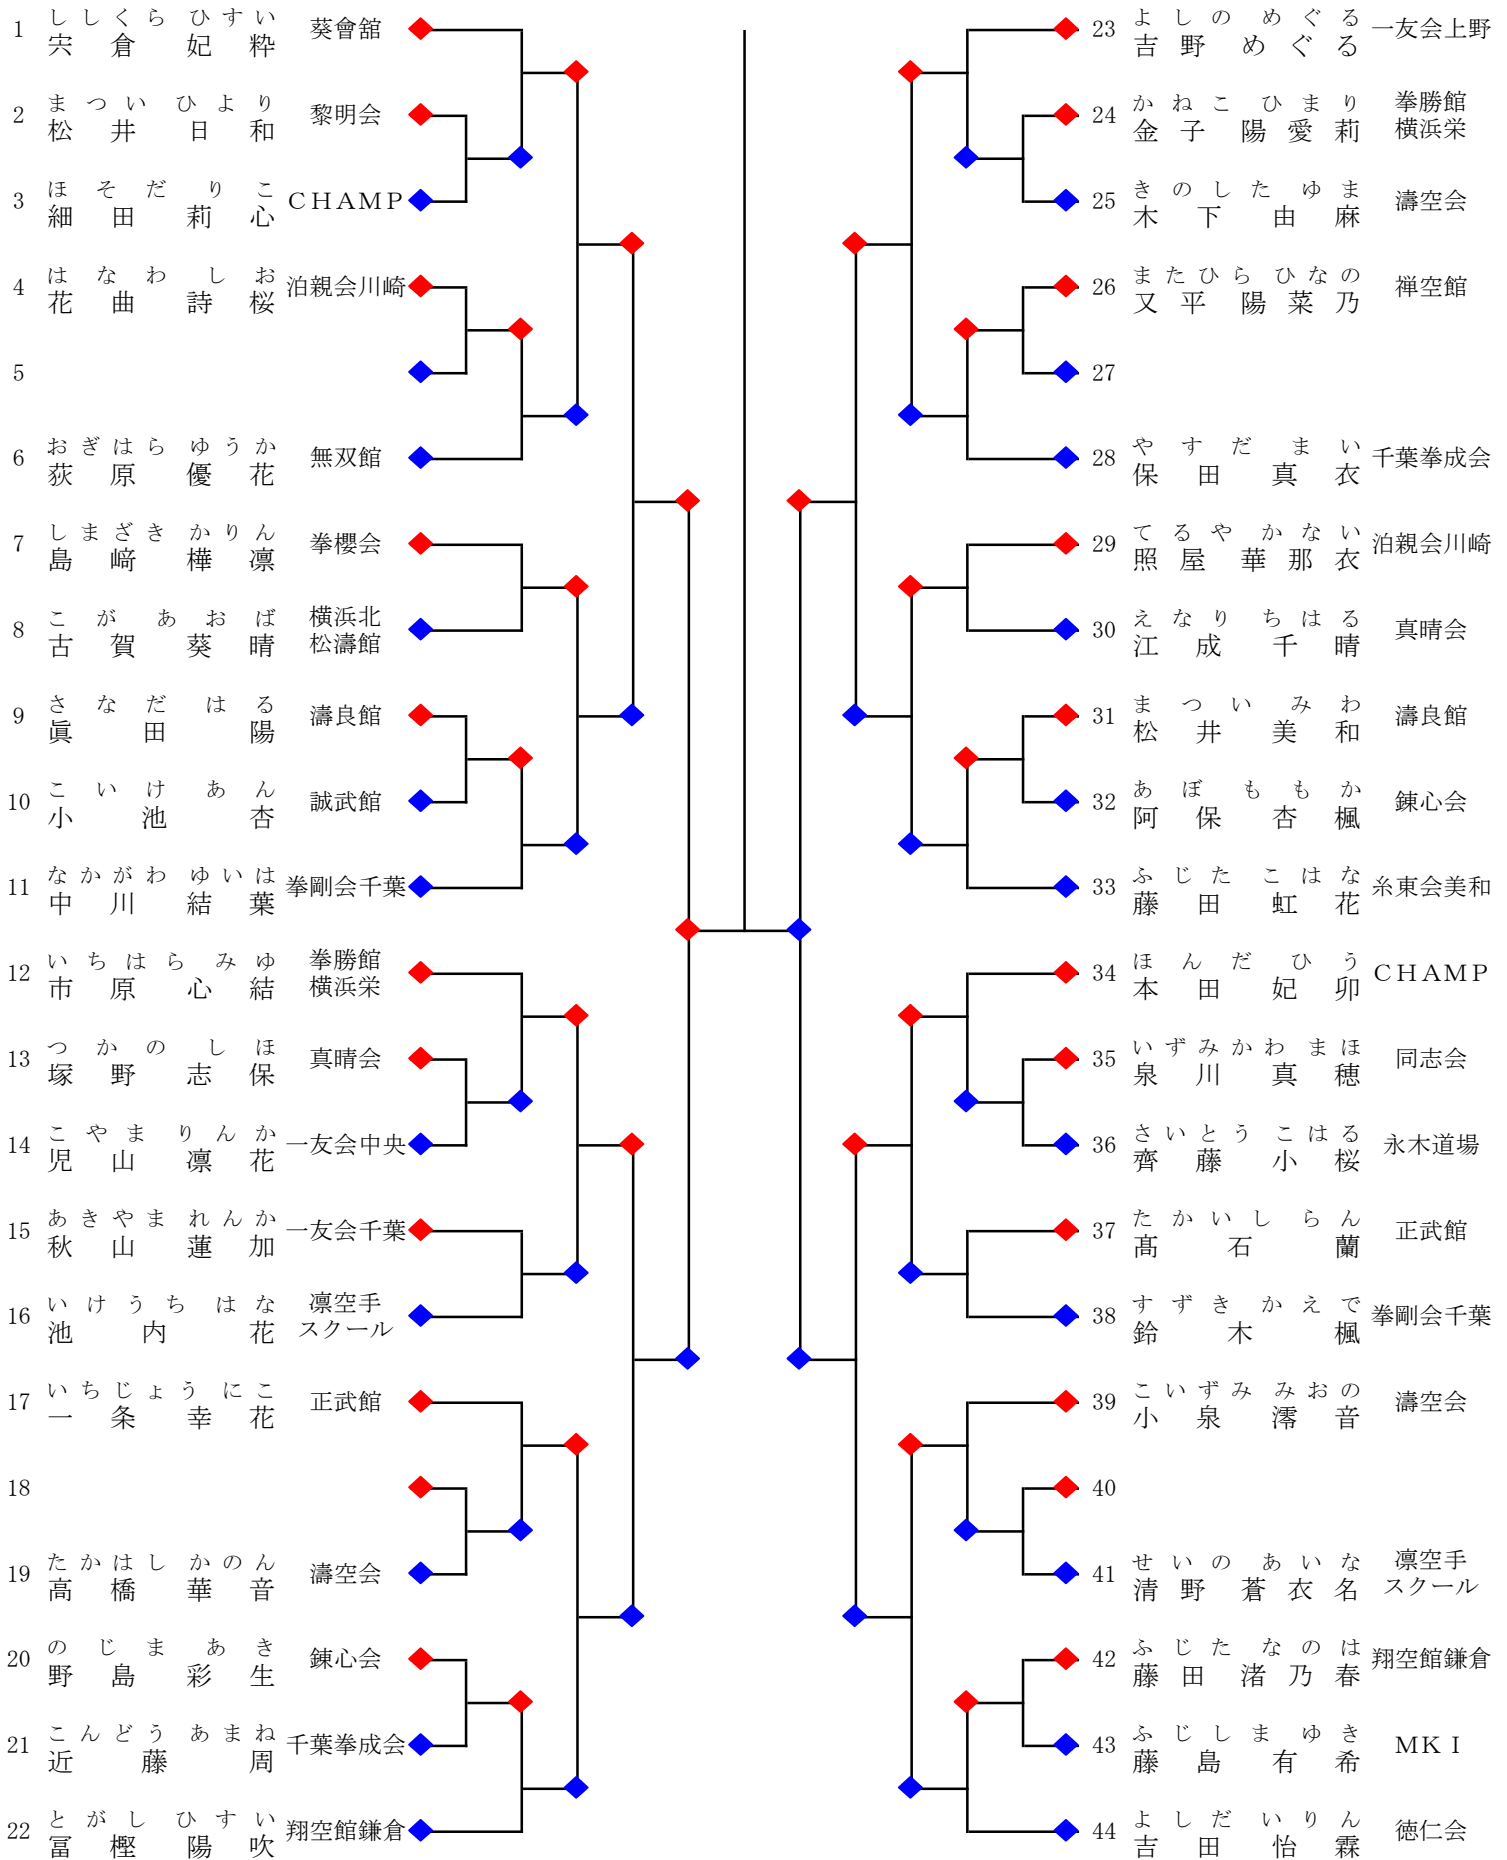 1 ししくら ひすい
宍倉妃粋 葵會舘
2 まつい ひより
松井日和 黎明会
3 ほそだ りこ
細田莉心 CHAMP
4 はなわ しお
花曲詩桜 泊親会川崎
5
6 おぎはら ゆうか
荻原優花 無双館
7 しまざき かりん
島﨑樺凛 拳櫻会
8 こが あおば
古賀葵晴 横浜北
松濤館
9 さなだ はる
眞田陽 濤良館
10 こいけ あん
小池杏 誠武館
11 なかがわ ゆいは
中川結葉 拳剛会千葉
12 いちはら みゆ
市原心結 拳勝館
横浜栄
13 つかの しほ
塚野志保 真晴会
14 こやま りんか
児山凛花 一友会中央
15 あきやま れんか
秋山蓮加 一友会千葉
16 いけうち はな
池内花 凛空手
スクール
17 いちじょう にこ
一条幸花 正武館
18
19 たかはし かのん
高橋華音 濤空会
20 のじま あき
野島彩生 錬心会
21 こんどう あまね
近藤周 千葉拳成会
22 とがし ひすい
冨樫陽吹 翔空館鎌倉
23 よしの めぐる
吉野めぐる 一友会上野
24 かねこ ひまり
金子陽愛莉 拳勝館
横浜栄
25 きのした ゆま
木下由麻 濤空会
26 またひら ひなの
又平陽菜乃 禅空館
27
28 やすだ まい
保田真衣 千葉拳成会
29 てるや かない
照屋華那衣 泊親会川崎
30 えなり ちはる
江成千晴 真晴会
31 まつい みわ
松井美和 濤良館
32 あぼ ももか
阿保杏楓 錬心会
33 ふじた こはな
藤田虹花 糸東会美和
34 ほんだ ひう
本田妃卯 CHAMP
35 いずみかわ まほ
泉川真穂 同志会
36 さいとう こはる
齊藤小桜 永木道場
37 たかいし らん
髙石蘭 正武館
38 すずき かえで
鈴木楓 拳剛会千葉
39 こいずみ みおの
小泉澪音 濤空会
40
41 せいの あいな
清野蒼衣名 凛空手
スクール
42 ふじた なのは
藤田渚乃春 翔空館鎌倉
43 ふじしま ゆき
藤島有希 MKI
44 よしだ いりん
吉田怡霖 徳仁会